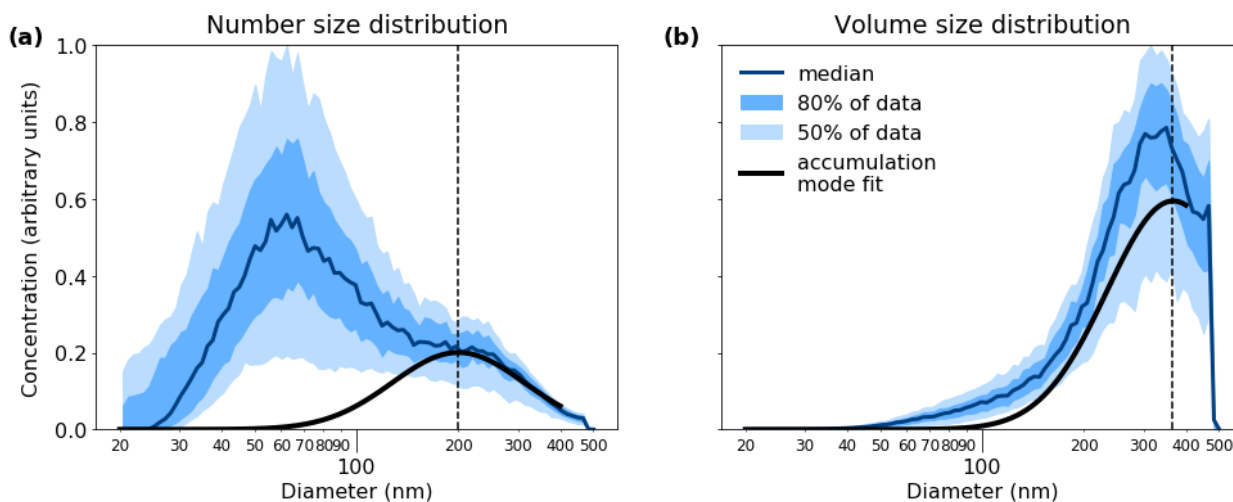 (a)
Number size distribution
Concentration (arbitrary units)
1.0
0.8
0.6
0.4
0.2
0.0
20 30 40 50 60 70 80 90 200 300 400 500
100
Diameter (nm)
(b)
Volume size distribution
median
80% of data
50% of data
accumulation
mode fit
20 30 40 50 60 70 80 90 200 300 400 500
100
Diameter (nm)